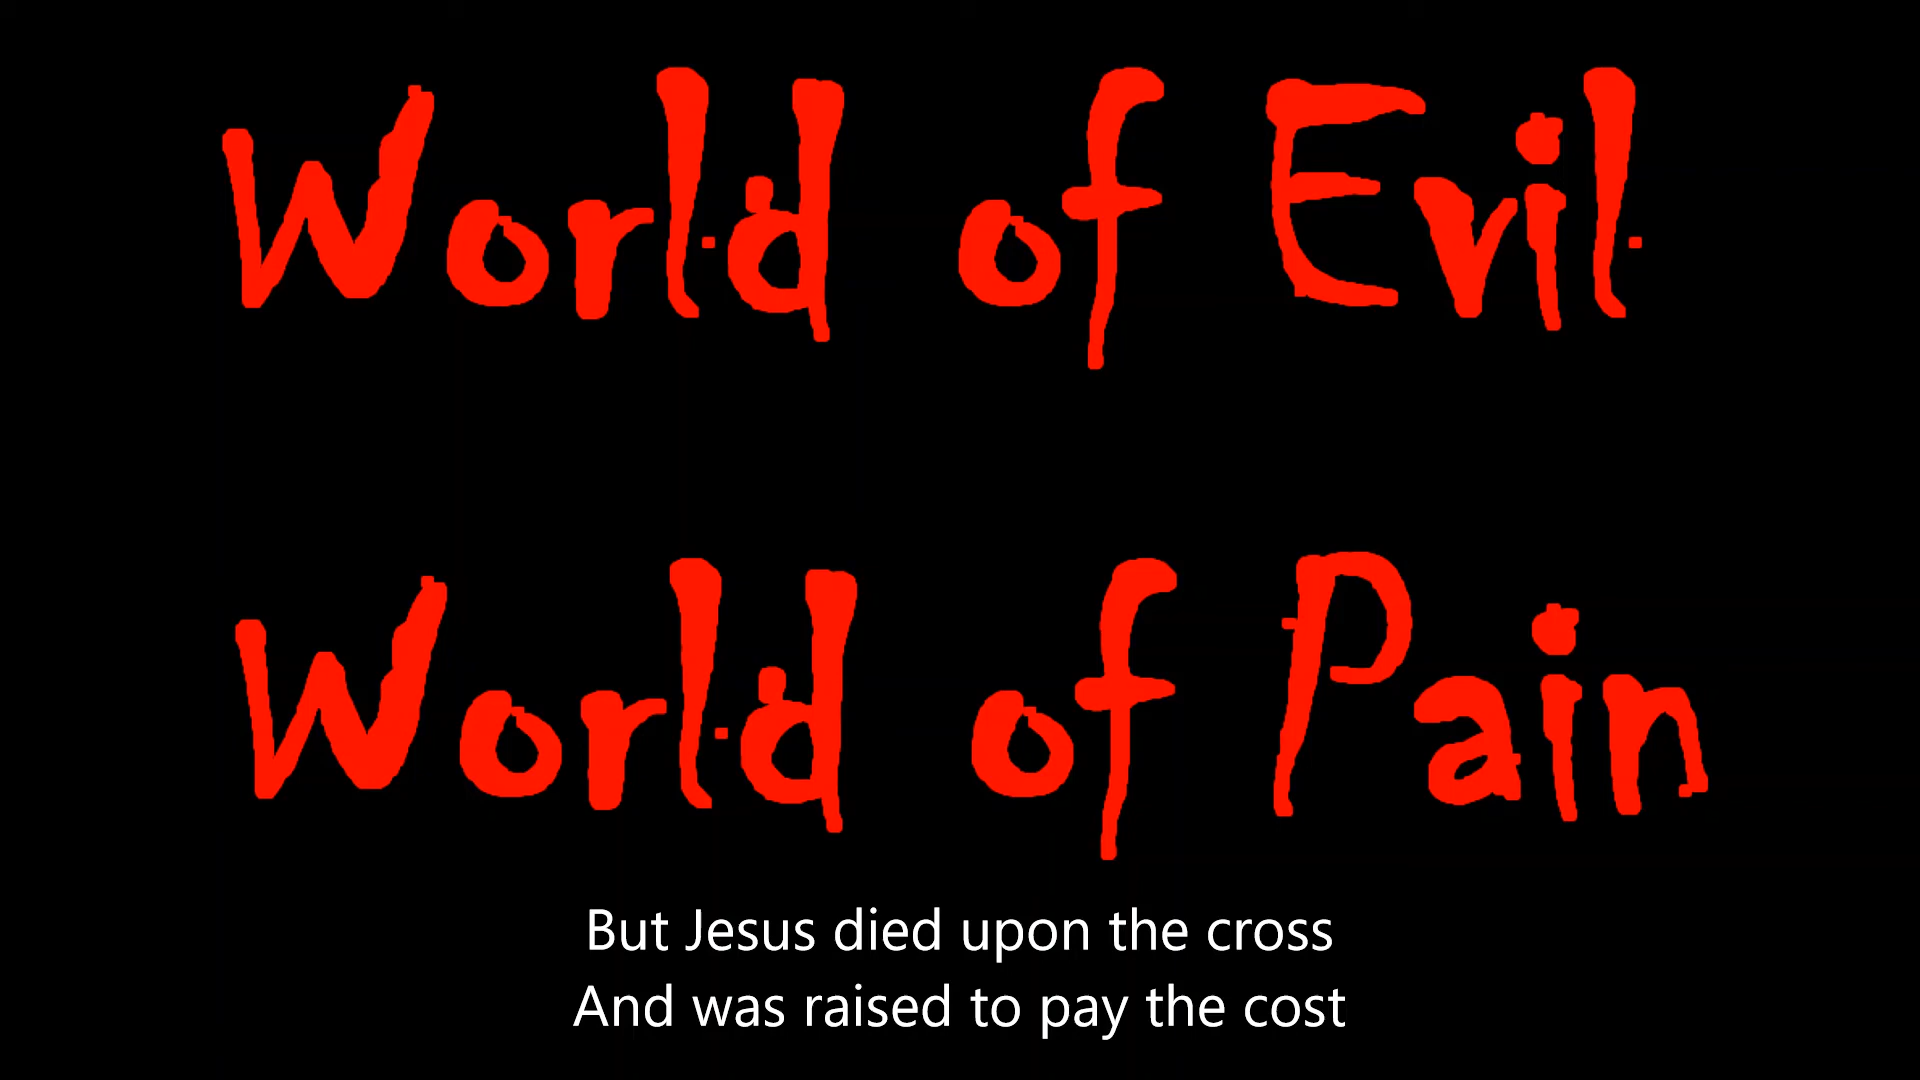 World of Evil
World of Pain
But Jesus died upon the cross
And was raised to pay the cost